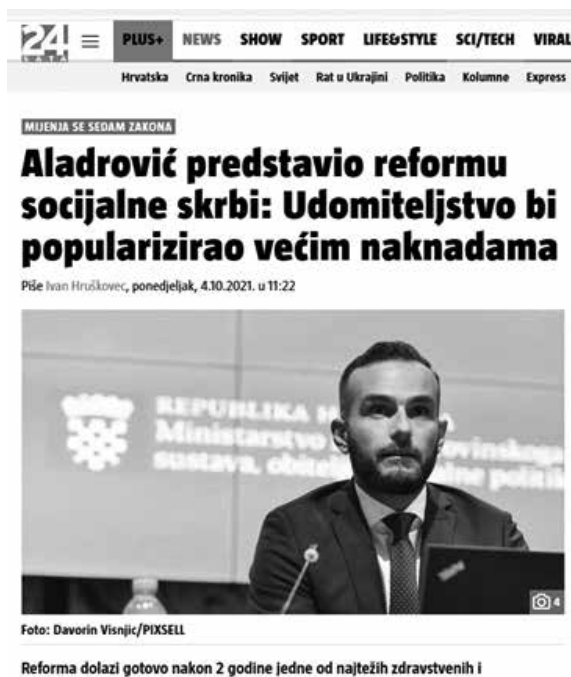 24
SATA
PLUS+ NEWS SHOW SPORT LIFE&STYLE SCI/TECH VIRAL
Hrvatska Crna kronika Svijet Rat u Ukrajini Politika Kolumne Express
MIJENJA SE SEDAM ZAKONA
Aladrović predstavio reformu
socijalne skrbi: Udomiteljstvo bi
popularizirao većim naknadama
Piše Ivan Hruškovec, ponedjeljak, 4.10.2021. u 11:22
REPUBLIKA
Ministarstvo
sustava,
4
Foto: Davorin Visnjic/PIXSELL
Reforma dolazi gotovo nakon 2 godine jedne od najtežih zdravstvenih i